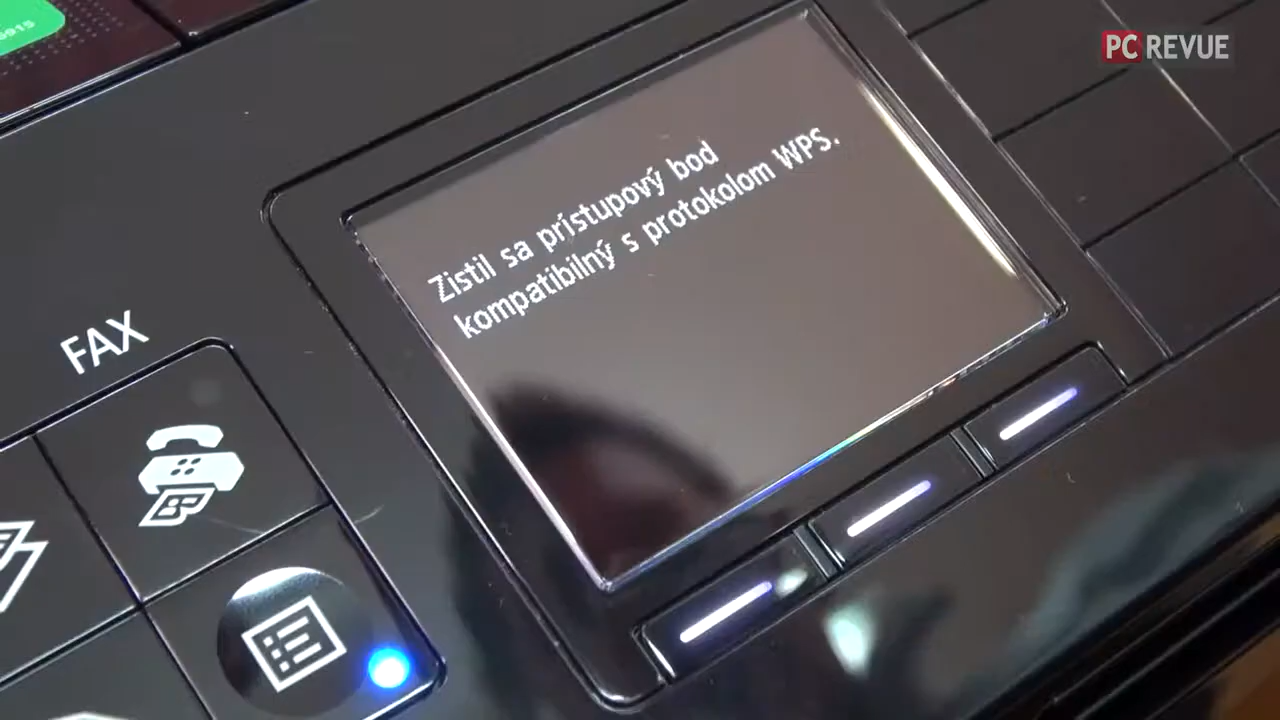 PC REVUE
Zistil sa prístupový bod
kompatibilný s protokolom WPS.
FAX